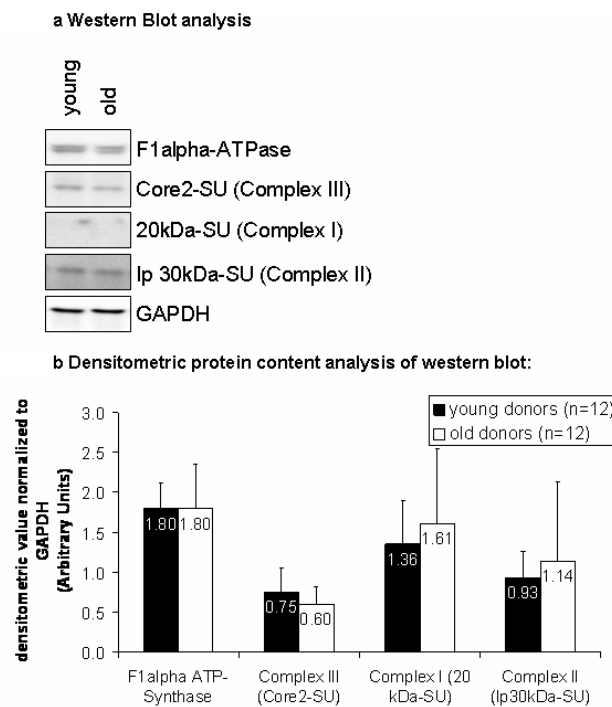 a Western Blot analysis
young
old
F1alpha-ATPase
Core2-SU (Complex III)
20kDa-SU (Complex I)
Ip 30kDa-SU (Complex II)
GAPDH
b Densitometric protein content analysis of western blot:
densitometric value normalized to
GAPDH
(Arbitrary Units)
3.0
2.5
2.0
1.5
1.0
0.5
0.0
young donors (n=12)
old donors (n=12)
1.80
1.80
0.75
0.60
1.36
1.61
0.93
1.14
F1alpha ATP-
Synthase
Complex III
(Core2-SU)
Complex I (20
kDa-SU)
Complex II
(Ip30kDa-SU)